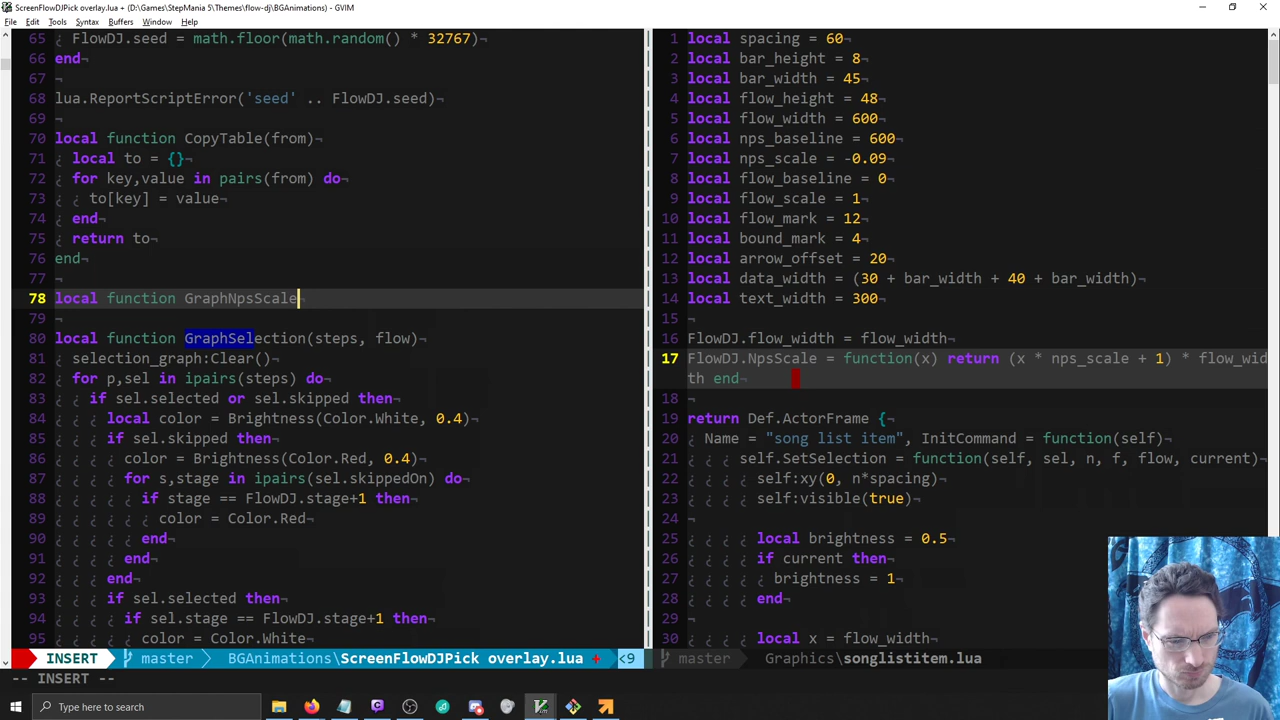 ScreenFlowDJPick overlay.lua + (D:\Games\StepMania 5\Themes\flow-dj\BGAnimations) - GVIM
File Edit Tools Syntax Buffers Window Help
65 ¦ FlowDJ.seed = math.floor(math.random() * 32767)¬
66 end¬
67 ¬
68 lua.ReportScriptError('seed' .. FlowDJ.seed)¬
69 ¬
70 local function CopyTable(from)¬
71 ¦ local to = {}¬
72 ¦ for key,value in pairs(from) do¬
73 ¦ ¦ to[key] = value¬
74 ¦ end¬
75 ¦ return to¬
76 end¬
77 ¬
78 local function GraphNpsScale¬
79 ¬
80 local function GraphSelection(steps, flow)¬
81 ¦ selection_graph:Clear()¬
82 ¦ for p,sel in ipairs(steps) do¬
83 ¦ ¦ if sel.selected or sel.skipped then¬
84 ¦ ¦ ¦ local color = Brightness(Color.White, 0.4)¬
85 ¦ ¦ ¦ if sel.skipped then¬
86 ¦ ¦ ¦ ¦ color = Brightness(Color.Red, 0.4)¬
87 ¦ ¦ ¦ ¦ for s,stage in ipairs(sel.skippedOn) do¬
88 ¦ ¦ ¦ ¦ ¦ if stage == FlowDJ.stage+1 then¬
89 ¦ ¦ ¦ ¦ ¦ ¦ color = Color.Red¬
90 ¦ ¦ ¦ ¦ ¦ end¬
91 ¦ ¦ ¦ ¦ end¬
92 ¦ ¦ ¦ end¬
93 ¦ ¦ ¦ if sel.selected then¬
94 ¦ ¦ ¦ ¦ if sel.stage == FlowDJ.stage+1 then¬
95 ¦ ¦ ¦ ¦ ¦ color = Color.White¬
INSERT master BGAnimations\ScreenFlowDJPick overlay.lua + <9
1 local spacing = 60¬
2 local bar_height = 8¬
3 local bar_width = 45¬
4 local flow_height = 48¬
5 local flow_width = 600¬
6 local nps_baseline = 600¬
7 local nps_scale = -0.09¬
8 local flow_baseline = 0¬
9 local flow_scale = 1¬
10 local flow_mark = 12¬
11 local bound_mark = 4¬
12 local arrow_offset = 20¬
13 local data_width = (30 + bar_width + 40 + bar_width)¬
14 local text_width = 300¬
15 ¬
16 FlowDJ.flow_width = flow_width¬
17 FlowDJ.NpsScale = function(x) return (x * nps_scale + 1) * flow_wid
th end¬
18 ¬
19 return Def.ActorFrame {¬
20 ¦ Name = "song list item", InitCommand = function(self)¬
21 ¦ ¦ ¦ self.SetSelection = function(self, sel, n, f, flow, current)¬
22 ¦ ¦ ¦ ¦ self:xy(0, n*spacing)¬
23 ¦ ¦ ¦ ¦ self:visible(true)¬
24 ¬
25 ¦ ¦ ¦ ¦ local brightness = 0.5¬
26 ¦ ¦ ¦ ¦ if current then¬
27 ¦ ¦ ¦ ¦ ¦ brightness = 1¬
28 ¦ ¦ ¦ ¦ end¬
29 ¬
30 ¦ ¦ ¦ ¦ local x = flow_width¬
master Graphics\songlistitem.lua
-- INSERT --
Type here to search